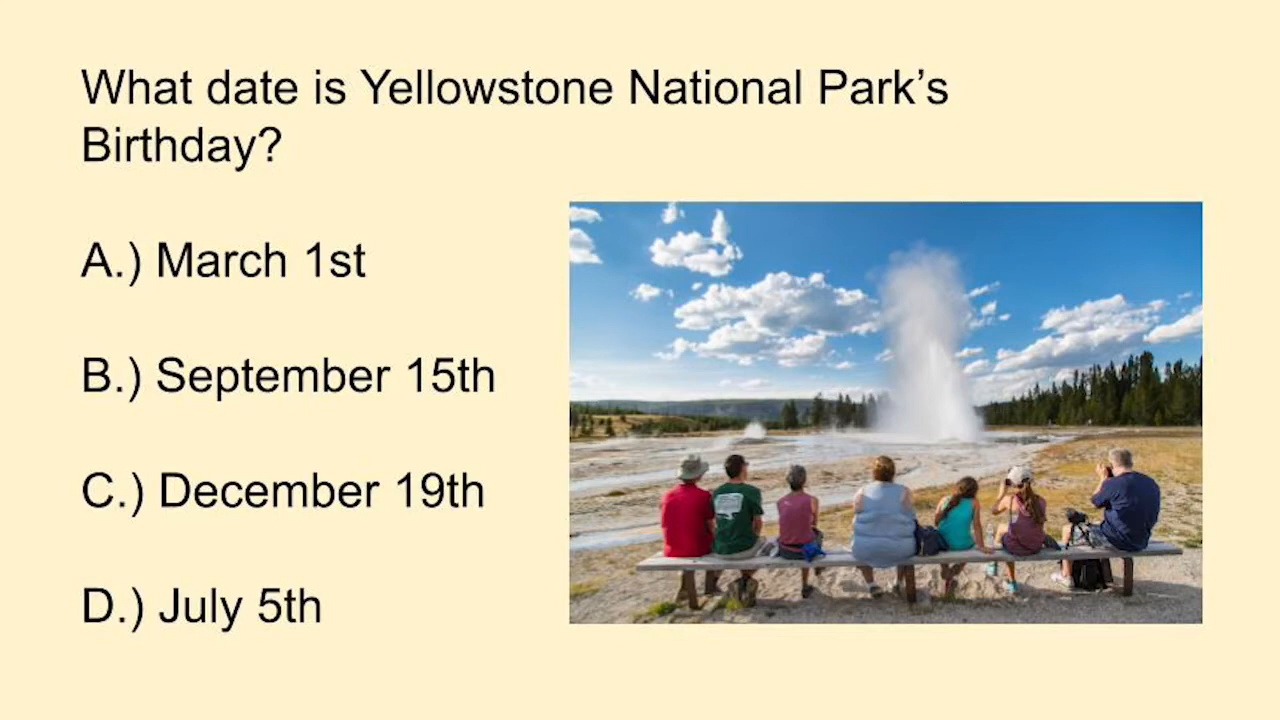 What date is Yellowstone National Park’s
Birthday?
A.) March 1st
B.) September 15th
C.) December 19th
D.) July 5th